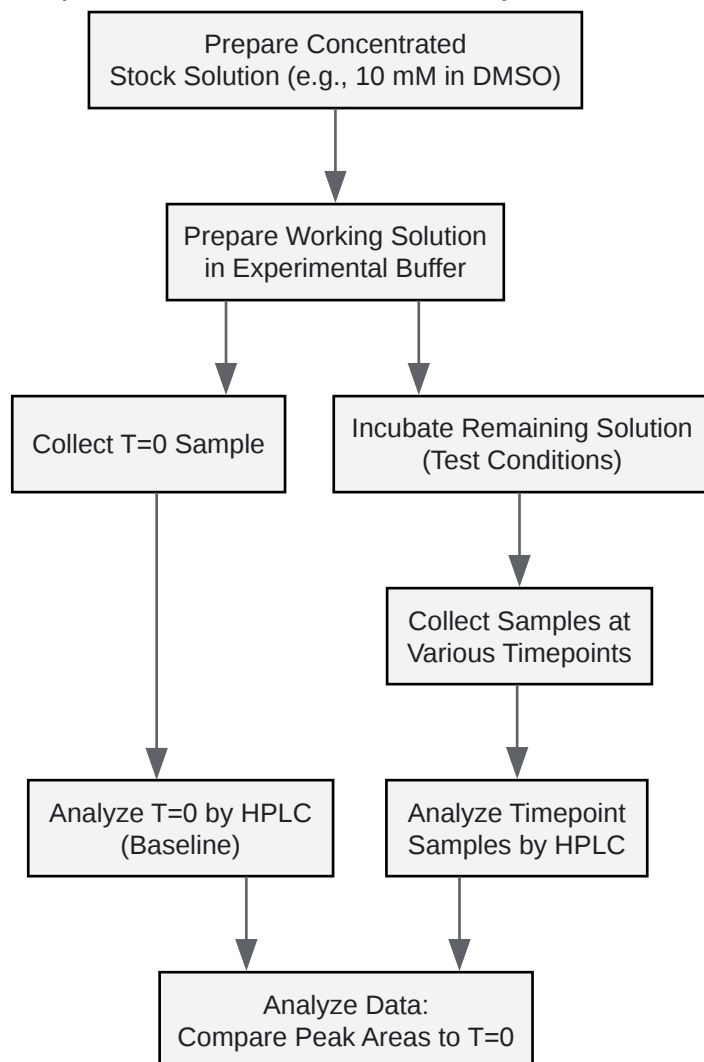 Prepare Concentrated
Stock Solution (e.g., 10 mM in DMSO)
Prepare Working Solution
in Experimental Buffer
Collect T=0 Sample
Incubate Remaining Solution
(Test Conditions)
Collect Samples at
Various Timepoints
Analyze T=0 by HPLC
(Baseline)
Analyze Timepoint
Samples by HPLC
Analyze Data:
Compare Peak Areas to T=0